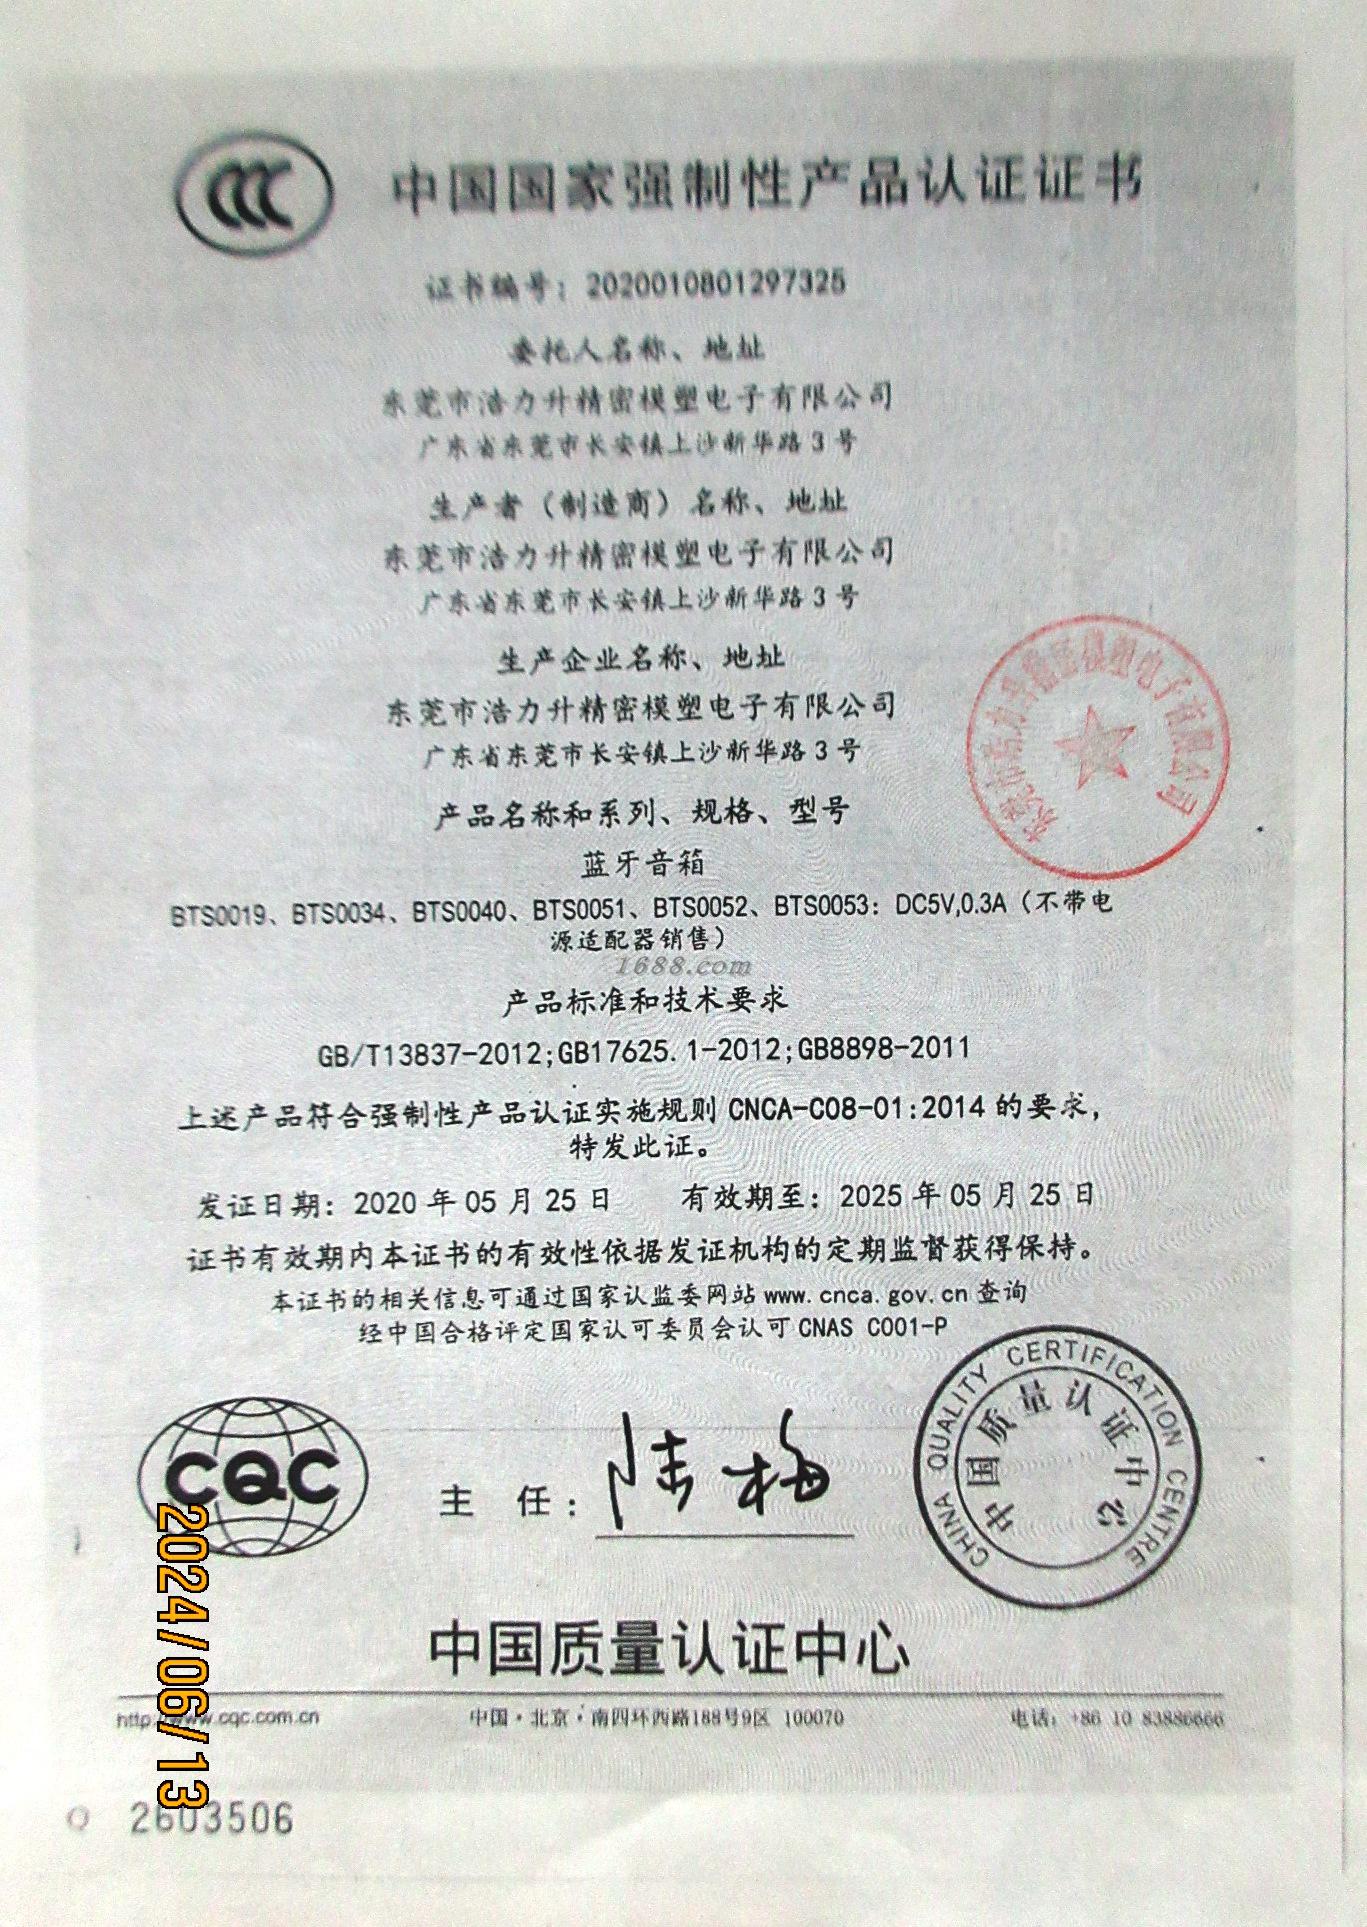 CCC
中国国家强制性产品认证证书
证书编号：2020010801297325
委托人名称、地址
东莞市浩力升精密模塑电子有限公司
广东省东莞市长安镇上沙新华路3号
生产者（制造商）名称、地址
东莞市浩力升精密模塑电子有限公司
广东省东莞市长安镇上沙新华路3号
生产企业名称、地址
东莞市浩力升精密模塑电子有限公司
广东省东莞市长安镇上沙新华路3号
东莞市浩力升精密模塑电子有限公司
产品名称和系列、规格、型号
蓝牙音箱
BTS0019、BTS0034、BTS0040、BTS0051、BTS0052、BTS0053：DC5V,0.3A（不带电
源适配器销售）
1688.com
产品标准和技术要求
GB/T13837-2012;GB17625.1-2012;GB8898-2011
上述产品符合强制性产品认证实施规则 CNCA-C08-01:2014 的要求，
特发此证。
发证日期：2020 年 05 月 25 日 有效期至：2025 年 05 月 25 日
证书有效期内本证书的有效性依据发证机构的定期监督获得保持。
本证书的相关信息可通过国家认监委网站 www.cnca.gov.cn 查询
经中国合格评定国家认可委员会认可 CNAS C001-P
CQC
主 任：陆梅
CHINA QUALITY CERTIFICATION CENTRE
中国质量认证中心
中国质量认证中心
http://www.cqc.com.cn 中国·北京·南四环西路188号9区 100070 电话：+86 10 83886666
2024/06/13
2603506